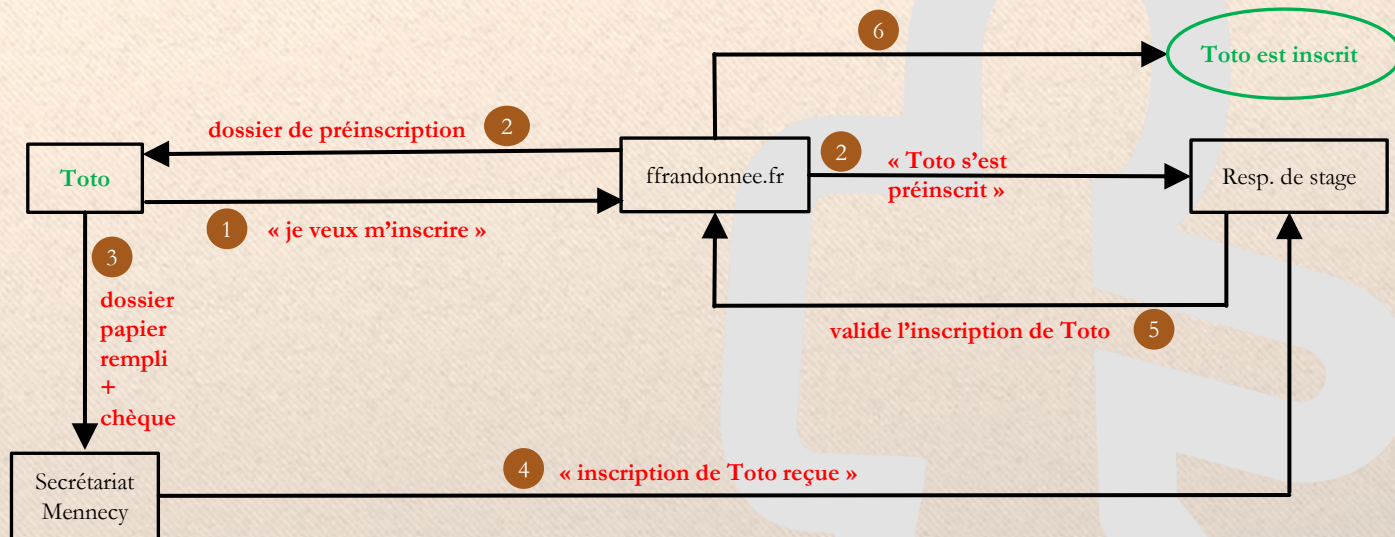 6
Toto est inscrit
dossier de préinscription
2
Toto
ffrandonnee.fr
2
« Toto s’est
préinscrit »
Resp. de stage
1
« je veux m’inscrire »
3
dossier
papier
rempli
+
chèque
valide l’inscription de Toto
5
Secrétariat
Mennecy
4
« inscription de Toto reçue »